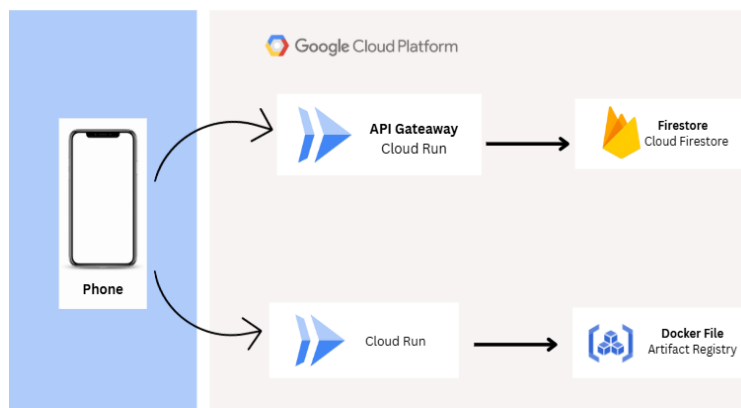 Google Cloud Platform
API Gateaway
Cloud Run
Firestore
Cloud Firestore
Phone
Cloud Run
Docker File
Artifact Registry